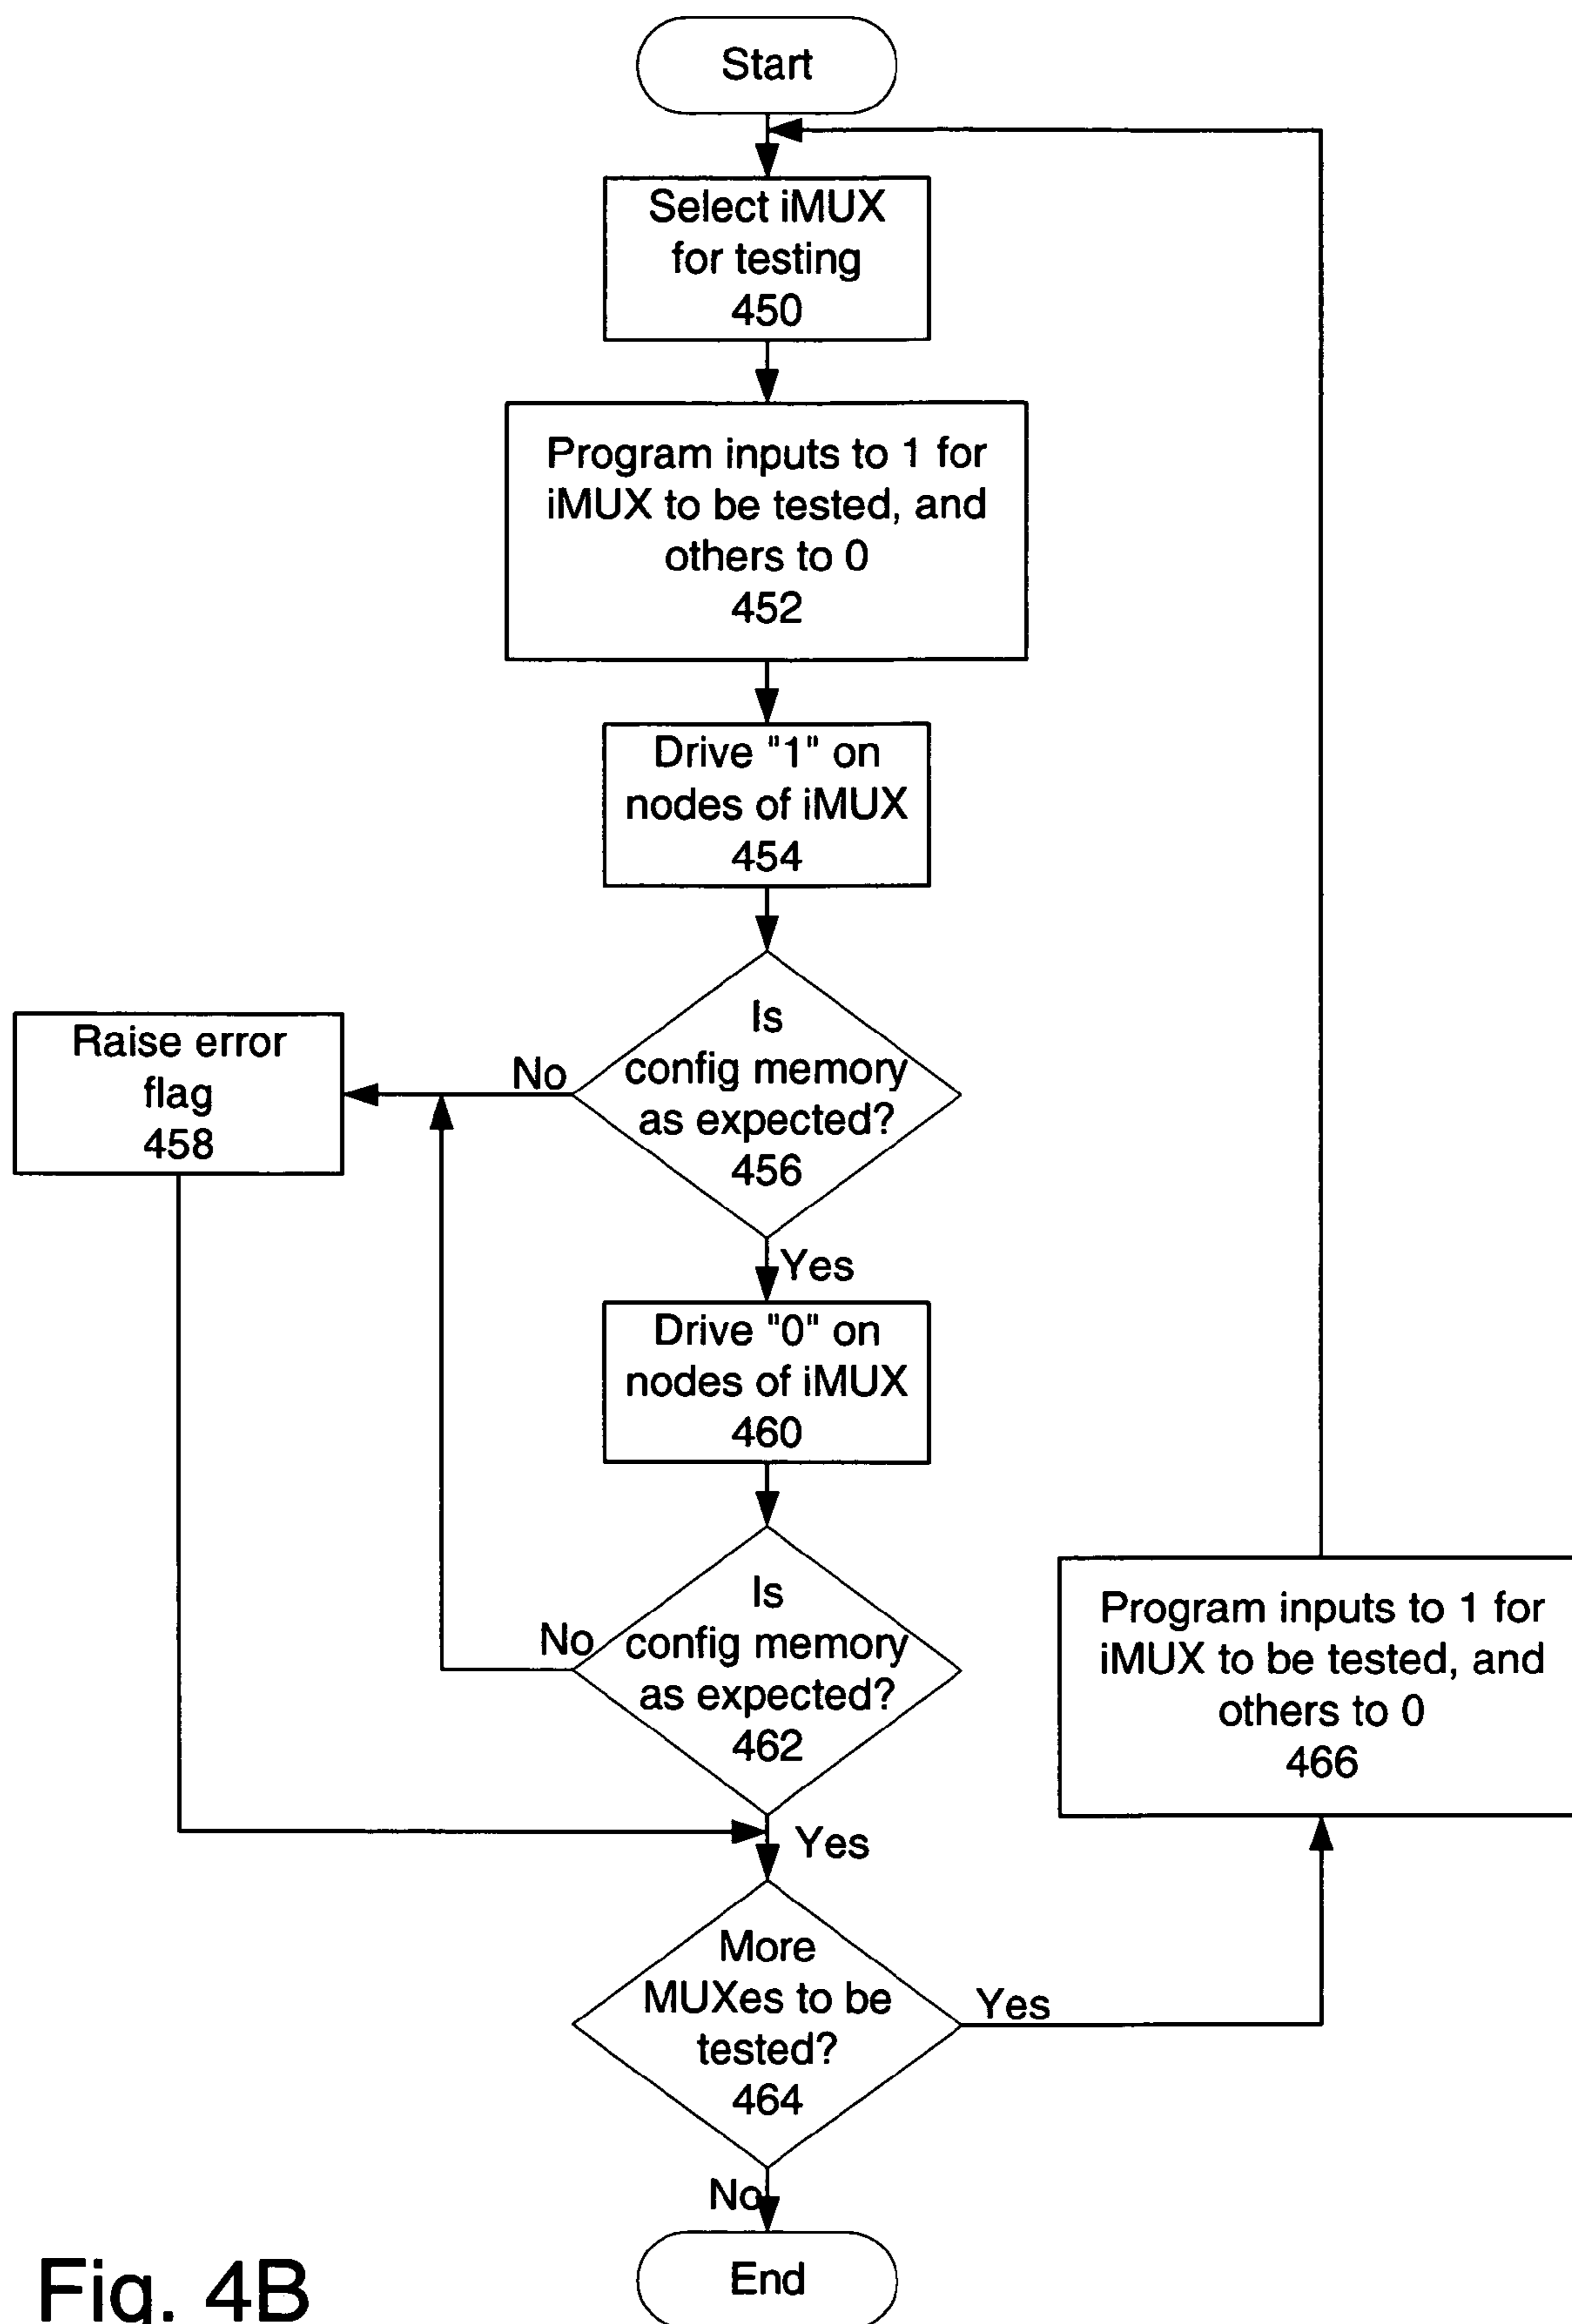 Start
Select iMUX
for testing
450
Program inputs to 1 for
iMUX to be tested, and
others to 0
452
Drive "1" on
nodes of iMUX
454
Is
config memory
as expected?
456
No
Raise error
flag
458
Yes
Drive "0" on
nodes of iMUX
460
Is
config memory
as expected?
462
No
Yes
Program inputs to 1 for
iMUX to be tested, and
others to 0
466
More
MUXes to be
tested?
464
Yes
No
End
Fig. 4B